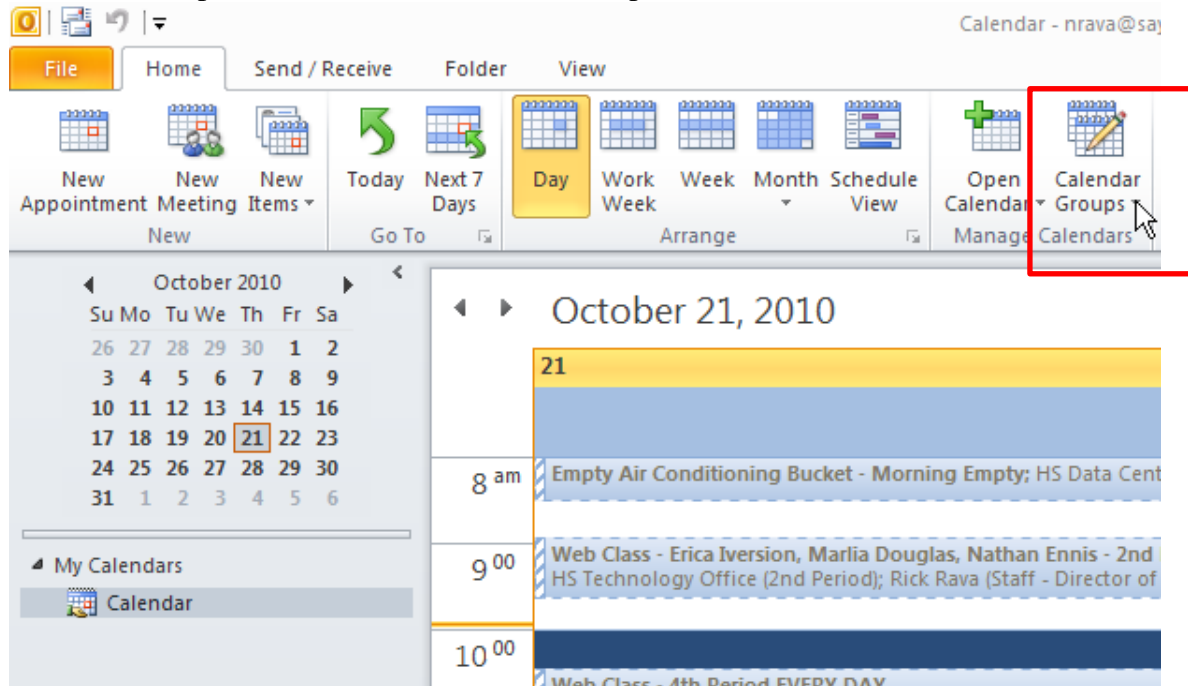 Calendar - nrava@say
File Home Send / Receive Folder View
New Appointment New Meeting New Items Today Next 7 Days Day Work Week Week Month Schedule View Open Calendar Calendar Groups
New Go To Arrange Manage Calendars
October 2010
Su Mo Tu We Th Fr Sa
26 27 28 29 30 1 2
3 4 5 6 7 8 9
10 11 12 13 14 15 16
17 18 19 20 21 22 23
24 25 26 27 28 29 30
31 1 2 3 4 5 6
My Calendars
Calendar
October 21, 2010
21
8 am
Empty Air Conditioning Bucket - Morning Empty; HS Data Cent
9 00
Web Class - Erica Iversion, Marlia Douglas, Nathan Ennis - 2nd
HS Technology Office (2nd Period); Rick Rava (Staff - Director of
10 00
Web Class - 4th Period EVERY DAY